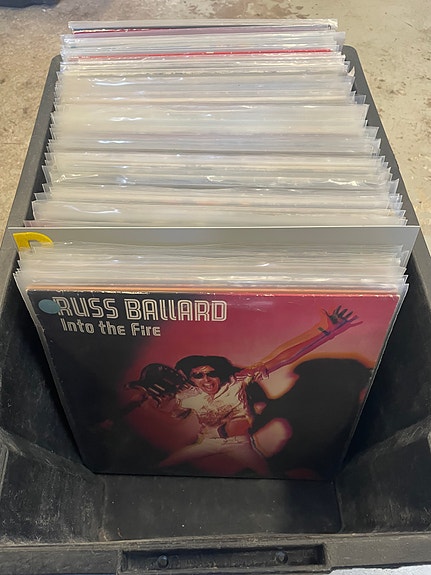 RUSS BALLARD
Into the Fire